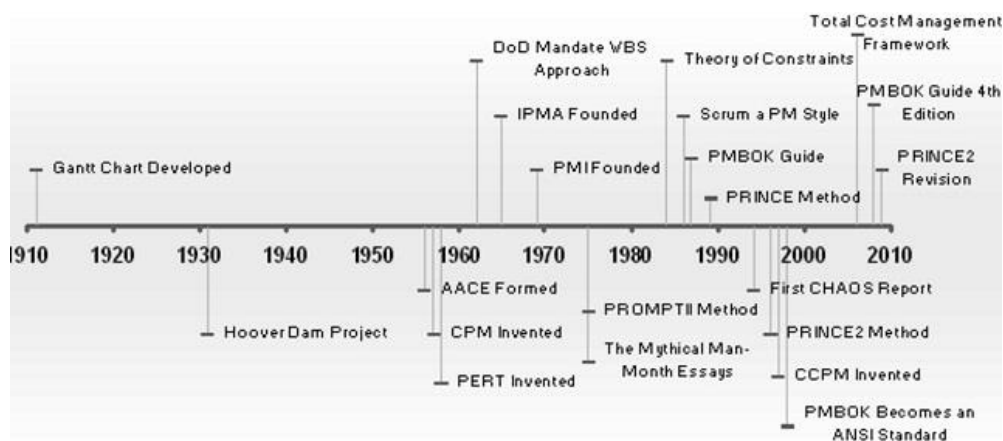 Total Cost Management
Framework
DoD Mandate WBS
Approach
Theory of Constraints
PMBOK Guide 4th
Edition
IPMA Founded
Scrum a PM Style
Gantt Chart Developed
PMI Founded
PMBOK Guide
PRINCE2
Revision
PRINCE Method
1910 1920 1930 1940 1950 1960 1970 1980 1990 2000 2010
AACE Formed
First CHAOS Report
PROMPTII Method
Hoover Dam Project
CPM Invented
PRINCE2 Method
The Mythical Man-
Month Essays
PERT Invented
CCPM Invented
PMBOK Becomes an
ANSI Standard